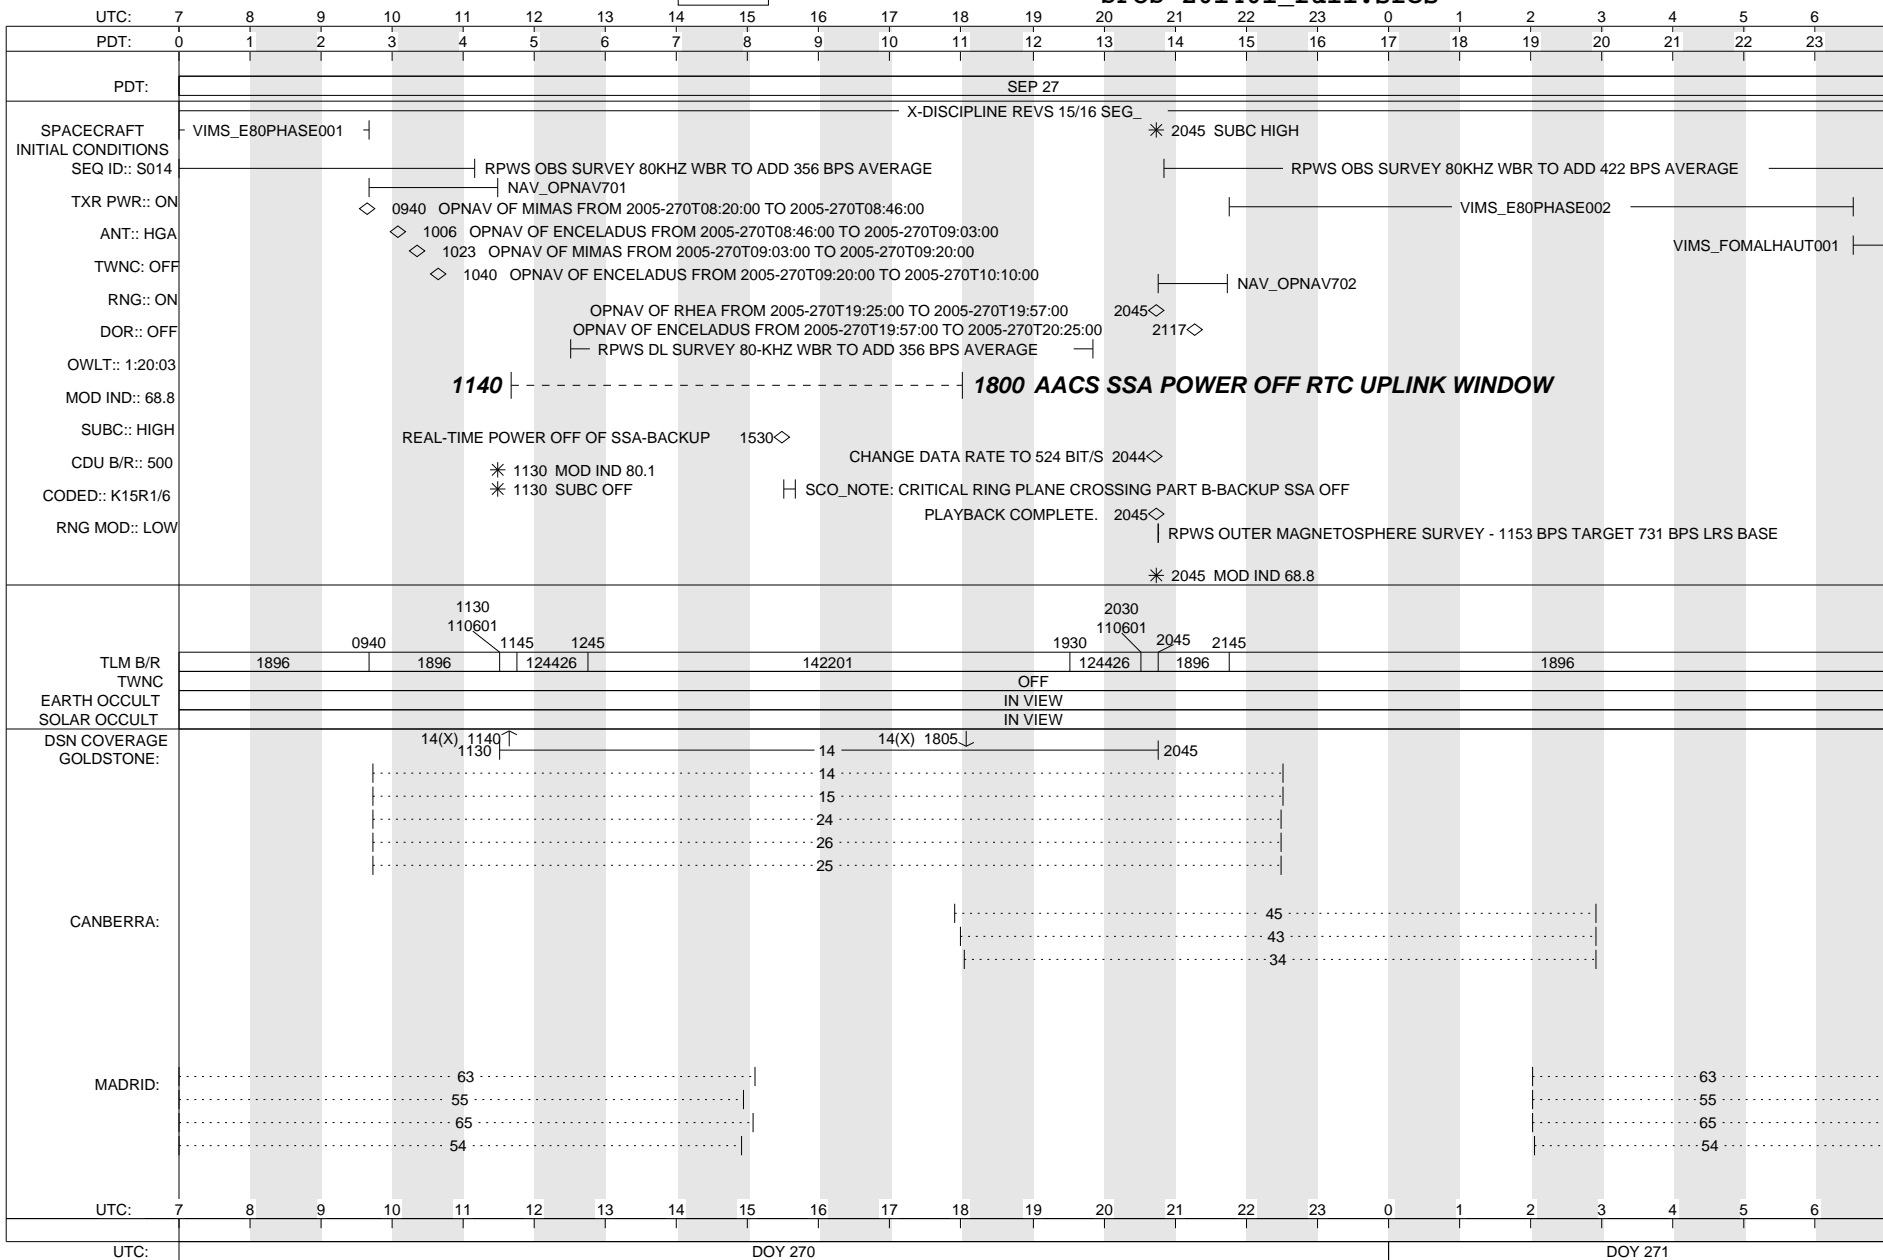 UTC: 7 8 9 10 11 12 13 14 15 16 17 18 19 20 21 22 23 0 1 2 3 4 5 6
PDT: 0 1 2 3 4 5 6 7 8 9 10 11 12 13 14 15 16 17 18 19 20 21 22 23
PDT: SEP 27
X-DISCIPLINE REVS 15/16 SEG_
SPACECRAFT VIMS_E80PHASE001 2045 SUBC HIGH
INITIAL CONDITIONS
SEQ ID:: S014 RPWS OBS SURVEY 80KHZ WBR TO ADD 356 BPS AVERAGE RPWS OBS SURVEY 80KHZ WBR TO ADD 422 BPS AVERAGE
NAV_OPNAV701
TXR PWR:: ON 0940 OPNAV OF MIMAS FROM 2005-270T08:20:00 TO 2005-270T08:46:00 VIMS_E80PHASE002
ANT:: HGA 1006 OPNAV OF ENCELADUS FROM 2005-270T08:46:00 TO 2005-270T09:03:00
1023 OPNAV OF MIMAS FROM 2005-270T09:03:00 TO 2005-270T09:20:00 VIMS_FOMALHAUT001
TWNC: OFF 1040 OPNAV OF ENCELADUS FROM 2005-270T09:20:00 TO 2005-270T10:10:00
NAV_OPNAV702
RNG:: ON
OPNAV OF RHEA FROM 2005-270T19:25:00 TO 2005-270T19:57:00 2045
DOR:: OFF OPNAV OF ENCELADUS FROM 2005-270T19:57:00 TO 2005-270T20:25:00 2117
RPWS DL SURVEY 80-KHZ WBR TO ADD 356 BPS AVERAGE
OWLT:: 1:20:03
1140 1800 AACS SSA POWER OFF RTC UPLINK WINDOW
MOD IND:: 68.8
SUBC:: HIGH REAL-TIME POWER OFF OF SSA-BACKUP 1530
CHANGE DATA RATE TO 524 BIT/S 2044
CDU B/R:: 500 1130 MOD IND 80.1
CODED:: K15R1/6 1130 SUBC OFF SCO_NOTE: CRITICAL RING PLANE CROSSING PART B-BACKUP SSA OFF
PLAYBACK COMPLETE. 2045
RNG MOD:: LOW RPWS OUTER MAGNETOSPHERE SURVEY - 1153 BPS TARGET 731 BPS LRS BASE
2045 MOD IND 68.8
1130 2030
110601 110601
0940 1145 1245 1930 2045 2145
TLM B/R 1896 1896 124426 142201 124426 1896 1896
TWNC OFF
EARTH OCCULT IN VIEW
SOLAR OCCULT IN VIEW
DSN COVERAGE 14(X) 1140 14(X) 1805
GOLDSTONE: 1130 14 2045
14
15
24
26
25
CANBERRA: 45
43
34
MADRID: 63 63
55 55
65 65
54 54
UTC: 7 8 9 10 11 12 13 14 15 16 17 18 19 20 21 22 23 0 1 2 3 4 5 6
UTC: DOY 270 DOY 271